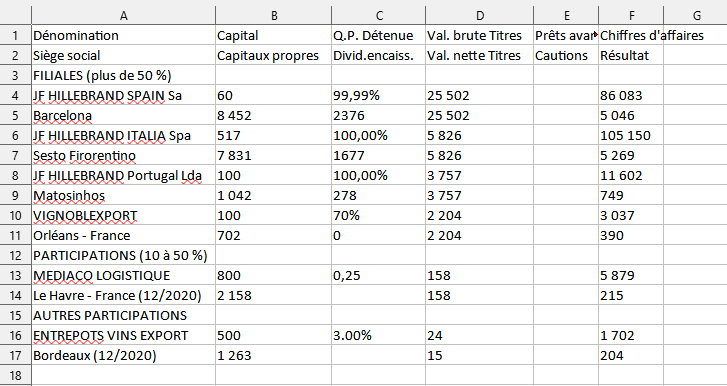 A B C D E F G
1 Dénomination Capital Q.P. Détenue Val. brute Titres Prêts avar Chiffres d'affaires
2 Siège social Capitaux propres Divid.encaiss. Val. nette Titres Cautions Résultat
3 FILIALES (plus de 50 %)
4 JF HILLEBRAND SPAIN Sa 60 99,99% 25 502 86 083
5 Barcelona 8 452 2376 25 502 5 046
6 JF HILLEBRAND ITALIA Spa 517 100,00% 5 826 105 150
7 Sesto Firorentino 7 831 1677 5 826 5 269
8 JF HILLEBRAND Portugal Lda 100 100,00% 3 757 11 602
9 Matosinhos 1 042 278 3 757 749
10 VIGNOBLEXPORT 100 70% 2 204 3 037
11 Orléans - France 702 0 2 204 390
12 PARTICIPATIONS (10 à 50 %)
13 MEDIACO LOGISTIQUE 800 0,25 158 5 879
14 Le Havre - France (12/2020) 2 158 158 215
15 AUTRES PARTICIPATIONS
16 ENTREPOTS VINS EXPORT 500 3.00% 24 1 702
17 Bordeaux (12/2020) 1 263 15 204
18